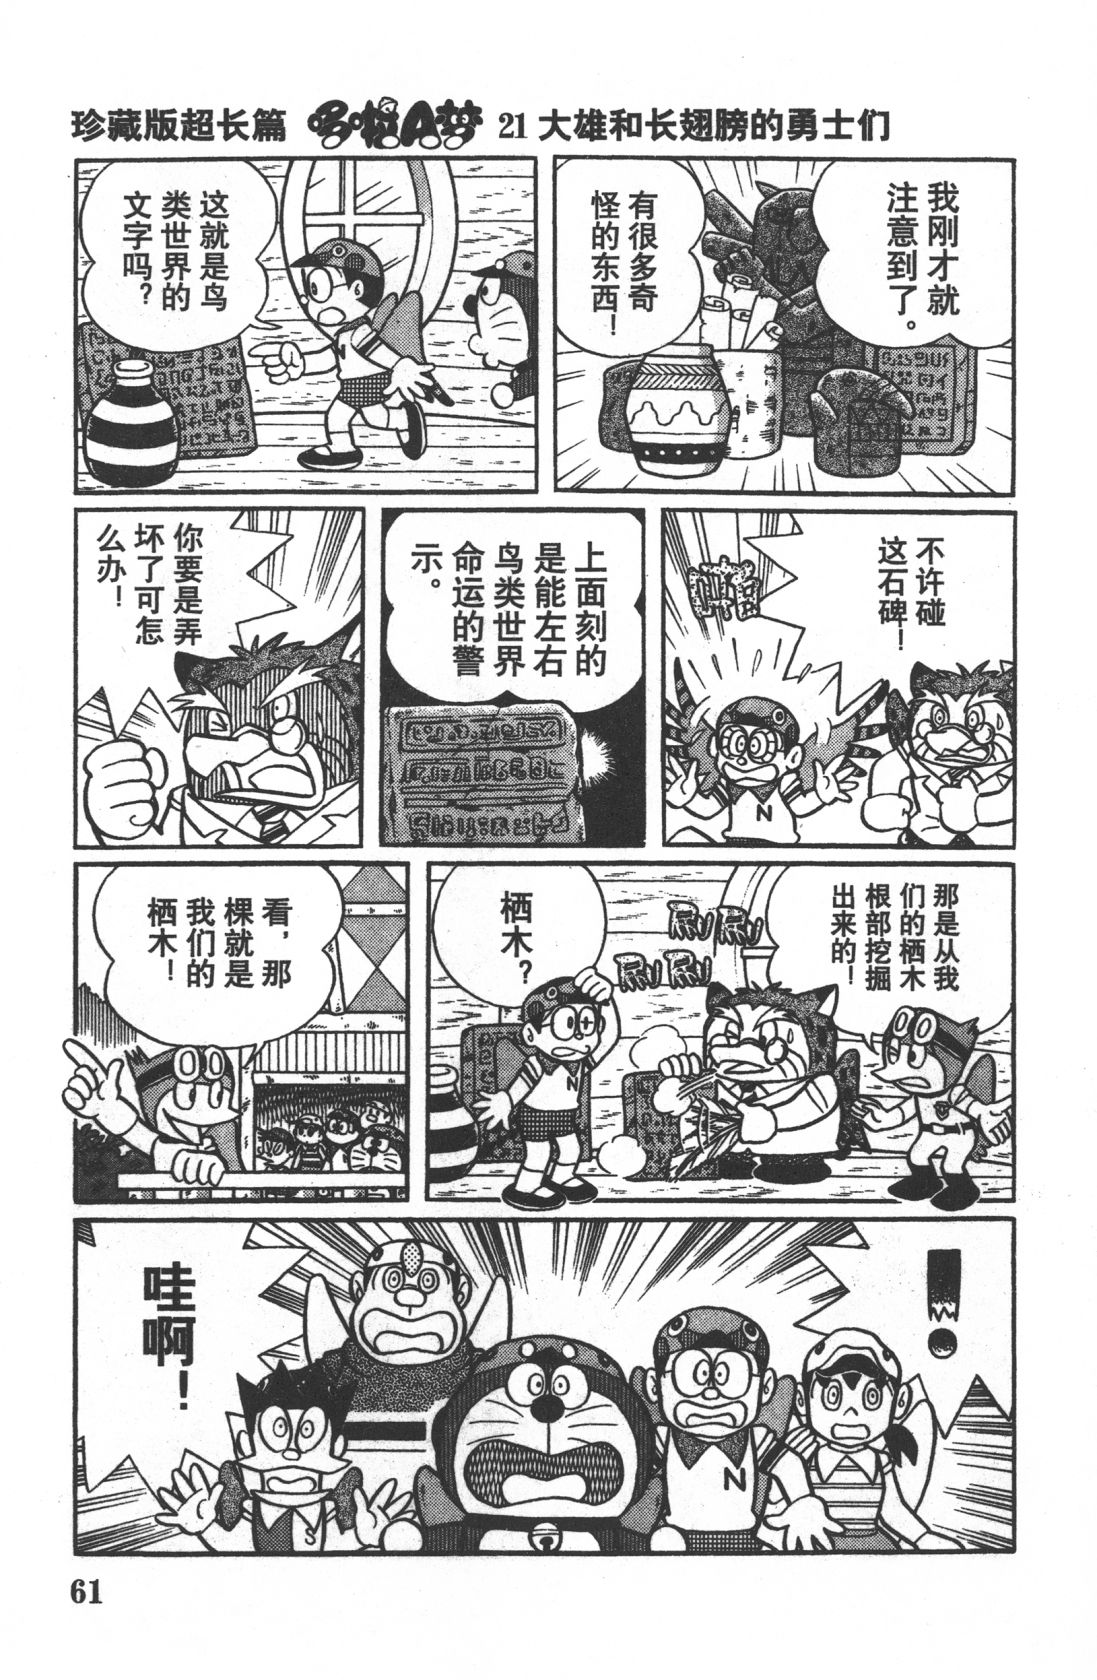 珍藏版超长篇 哆啦A梦 21 大雄和长翅膀的勇士们
我刚才就
注意到了。
有很多奇
怪的东西！
这就是鸟
类世界的
文字吗？
不许碰
这石碑！
上面刻的
是能左右
鸟类世界
命运的警
示。
你要是弄
坏了可怎
么办！
那是从我
们的栖木
根部挖掘
出来的！
栖木？
看，那
棵就是
我们的
栖木！
！
哇啊！
61